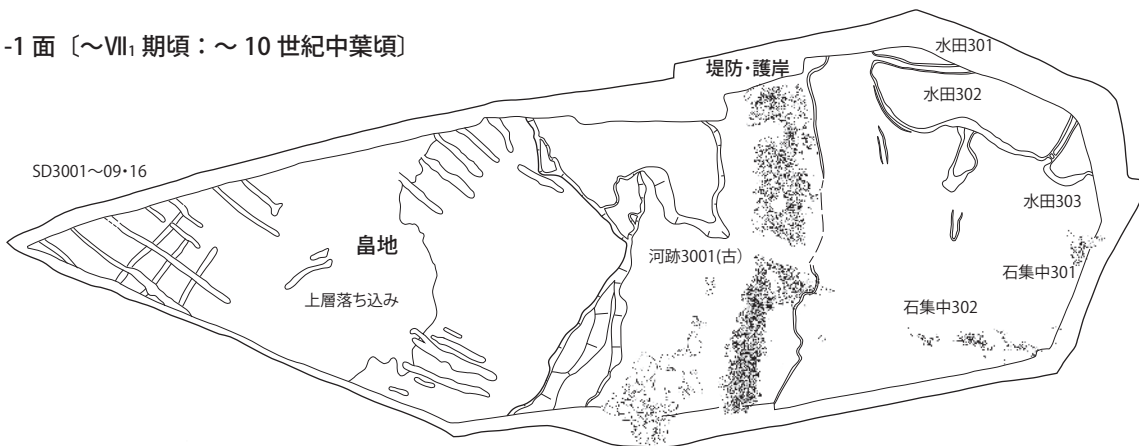 -1 面〔～Ⅶ₁ 期頃：～ 10 世紀中葉頃〕
水田301
堤防・護岸
水田302
SD3001～09・16
水田303
畠地
河跡3001(古)
石集中301
上層落ち込み
石集中302